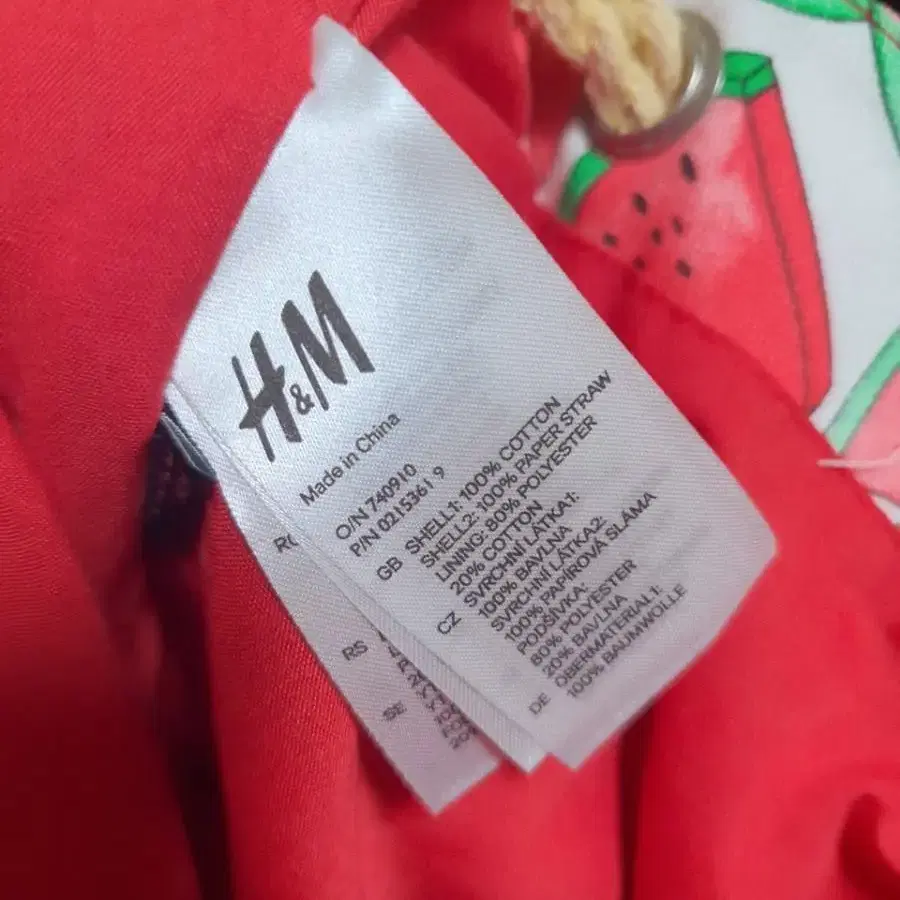 H&M
Made in China
O/N 740910
P/N 0215361 9
GB SHELL1: 100% COTTON
SHELL2: 100% PAPER STRAW
LINING: 80% POLYESTER
20% COTTON
CZ SVRCHNÍ LÁTKA1:
100% BAVLNA
SVRCHNÍ LÁTKA2:
100% PAPÍROVÁ SLÁMA
PODŠÍVKA:
80% POLYESTER
20% BAVLNA
DE OBERMATERIAL 1:
100% BAUMWOLLE
RS
SE